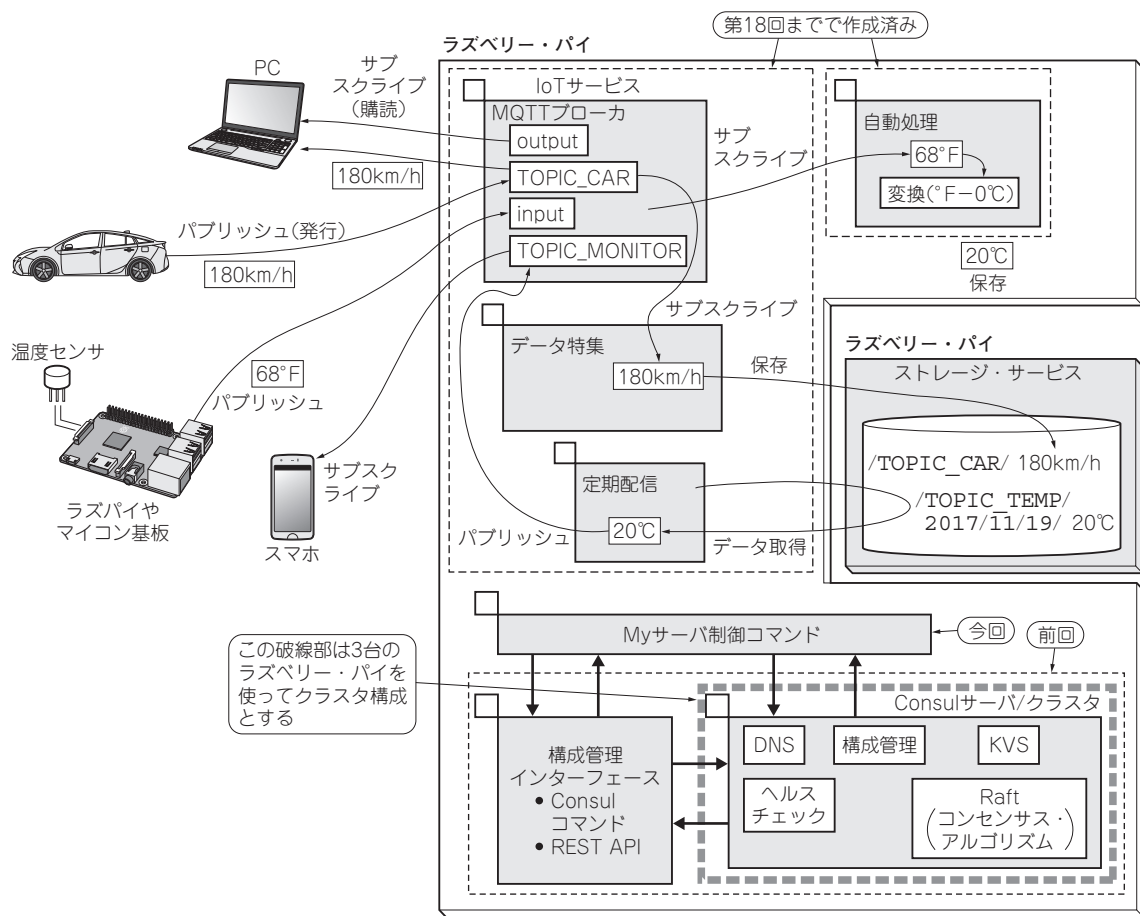 第18回までで作成済み
ラズベリー・パイ
PC
サブ
スクライブ
(購読)
180km/h
パブリッシュ(発行)
180km/h
温度センサ
68°F
パブリッシュ
ラズパイや
マイコン基板
サブスク
ライブ
スマホ
IoTサービス
MQTTブローカ
output
TOPIC_CAR
input
TOPIC_MONITOR
サブ
スクライブ
自動処理
68°F
変換(°F−0℃)
20℃
保存
サブスクライブ
データ特集
180km/h
保存
ラズベリー・パイ
ストレージ・サービス
/TOPIC_CAR/ 180km/h
/TOPIC_TEMP/
2017/11/19/ 20℃
定期配信
20℃
パブリッシュ
データ取得
Myサーバ制御コマンド
今回
前回
この破線部は3台の
ラズベリー・パイを
使ってクラスタ構成
とする
構成管理
インターフェース
• Consul
コマンド
• REST API
Consulサーバ/クラスタ
DNS
構成管理
KVS
ヘルス
チェック
Raft
(コンセンサス・
アルゴリズム)